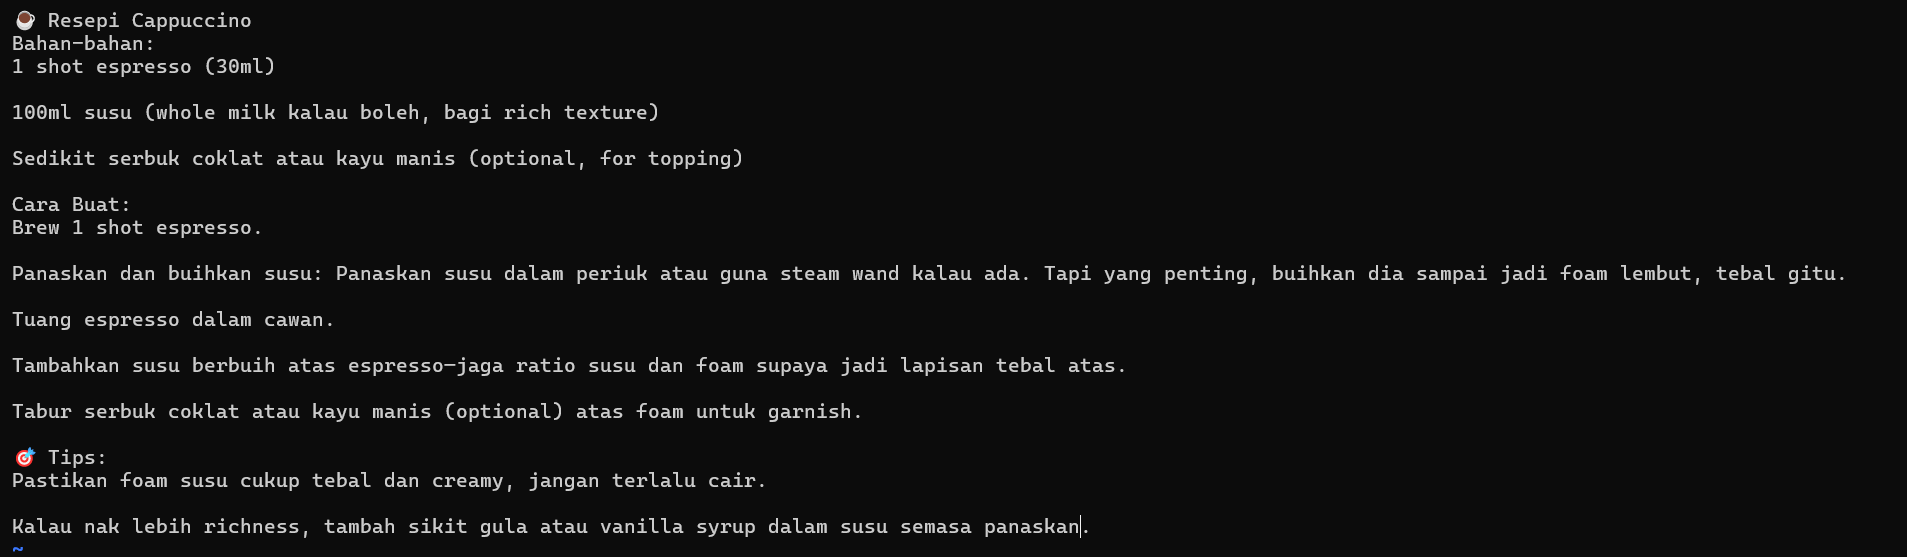 ☕ Resepi Cappuccino
Bahan-bahan:
1 shot espresso (30ml)
100ml susu (whole milk kalau boleh, bagi rich texture)
Sedikit serbuk coklat atau kayu manis (optional, for topping)
Cara Buat:
Brew 1 shot espresso.
Panaskan dan buihkan susu: Panaskan susu dalam periuk atau guna steam wand kalau ada. Tapi yang penting, buihkan dia sampai jadi foam lembut, tebal gitu.
Tuang espresso dalam cawan.
Tambahkan susu berbuih atas espresso—jaga ratio susu dan foam supaya jadi lapisan tebal atas.
Tabur serbuk coklat atau kayu manis (optional) atas foam untuk garnish.
🎯 Tips:
Pastikan foam susu cukup tebal dan creamy, jangan terlalu cair.
Kalau nak lebih richness, tambah sikit gula atau vanilla syrup dalam susu semasa panaskan.
~